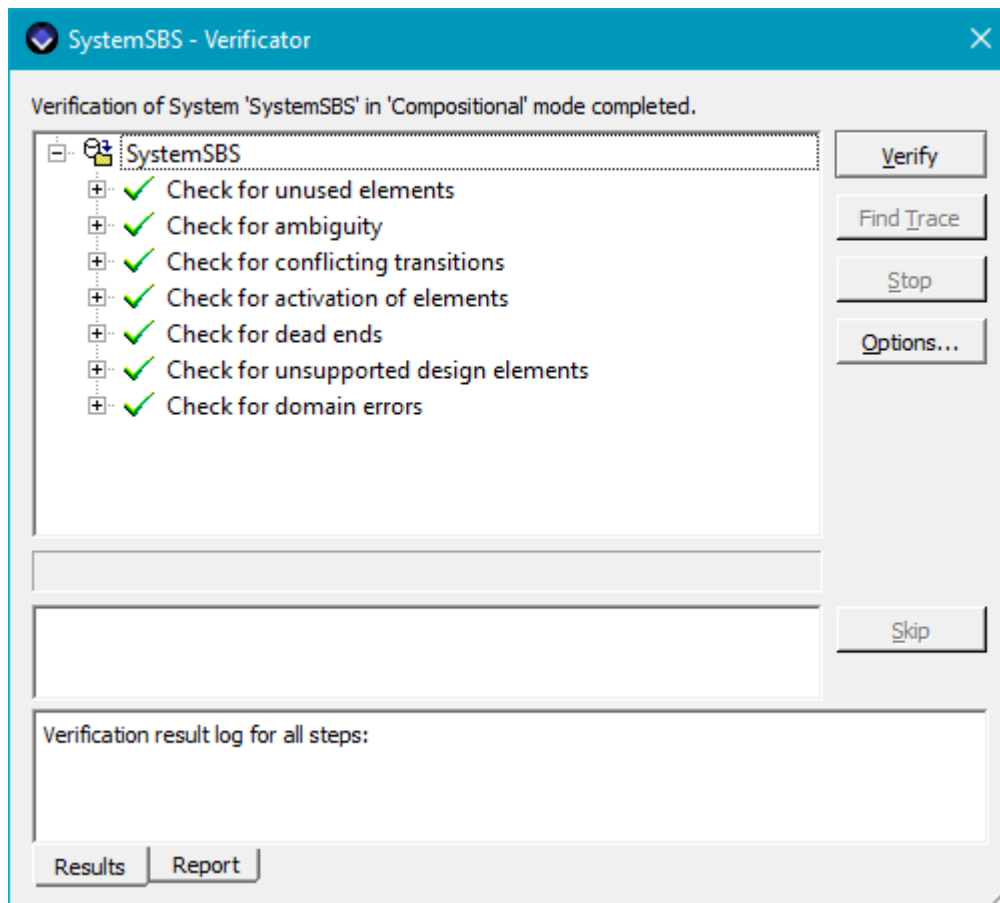 SystemSBS - Verificator
Verification of System 'SystemSBS' in 'Compositional' mode completed.
SystemSBS
Check for unused elements
Check for ambiguity
Check for conflicting transitions
Check for activation of elements
Check for dead ends
Check for unsupported design elements
Check for domain errors
Verify
Find Trace
Stop
Options...
Skip
Verification result log for all steps:
Results
Report